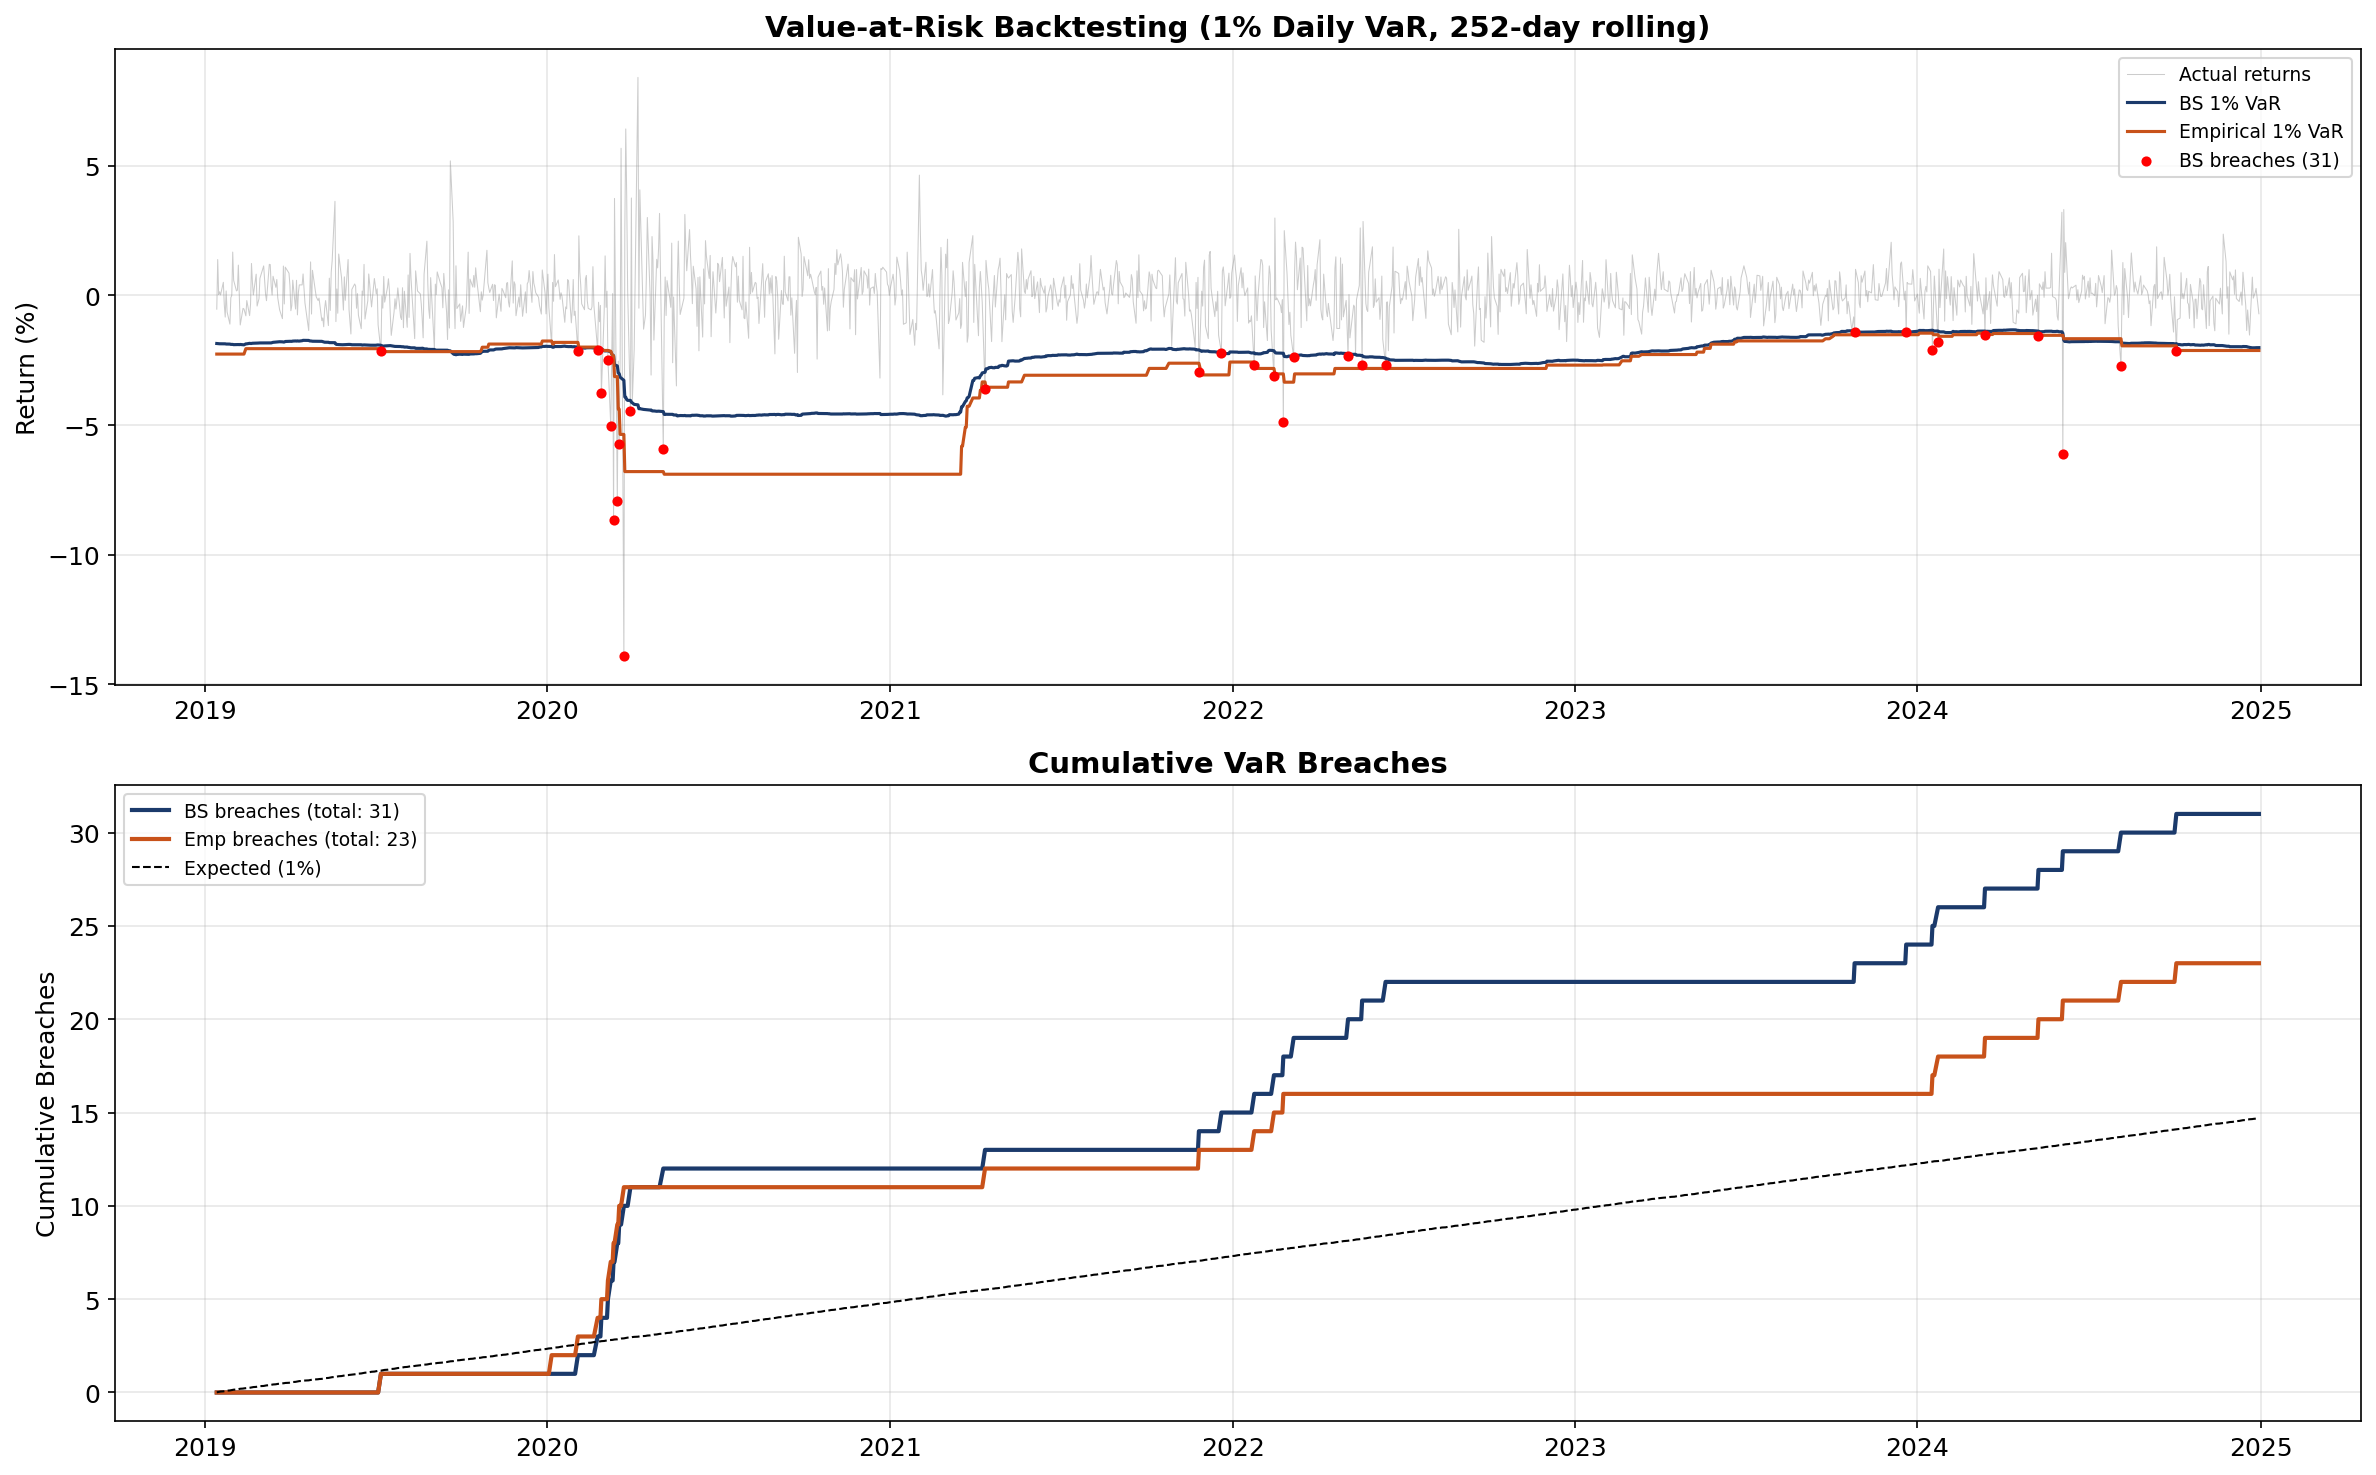 Value-at-Risk Backtesting (1% Daily VaR, 252-day rolling)
Actual returns
BS 1% VaR
Empirical 1% VaR
BS breaches (31)
Return (%)
5
0
−5
−10
−15
2019 2020 2021 2022 2023 2024 2025
Cumulative VaR Breaches
BS breaches (total: 31)
Emp breaches (total: 23)
Expected (1%)
Cumulative Breaches
30
25
20
15
10
5
0
2019 2020 2021 2022 2023 2024 2025